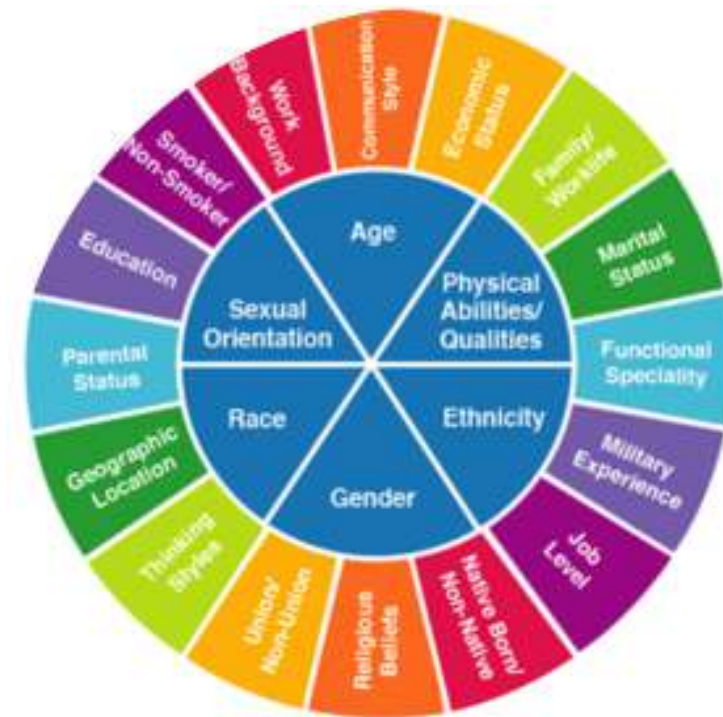 Communication
Style
Economic
Status
Family/
Worklife
Marital
Status
Functional
Speciality
Military
Experience
Job
Level
Native Born/
Non-Native
Religious
Beliefs
Union/
Non-Union
Thinking
Styles
Geographic
Location
Parental
Status
Education
Smoker/
Non-Smoker
Work
Background
Age
Physical
Abilities/
Qualities
Ethnicity
Gender
Race
Sexual
Orientation